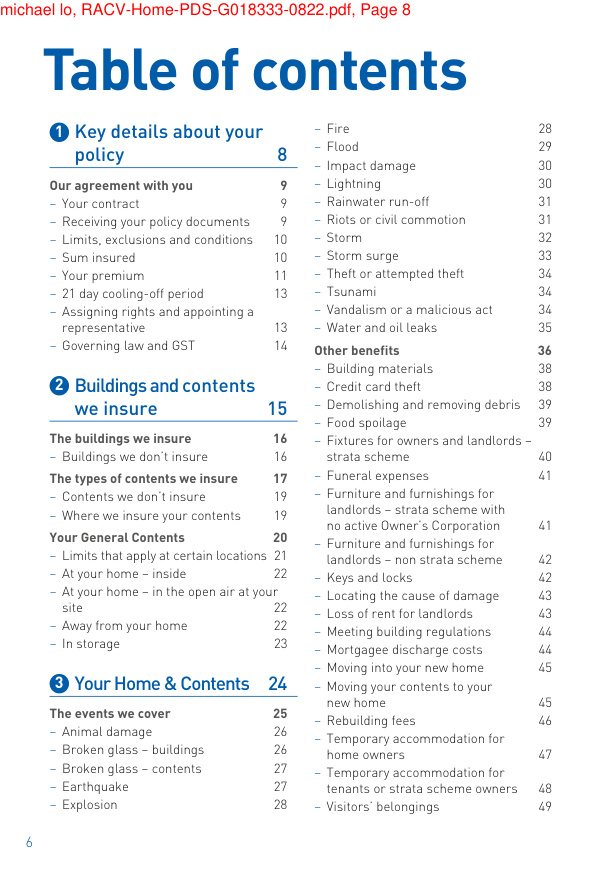 michael lo, RACV-Home-PDS-G018333-0822.pdf, Page 8
Table of contents
1 Key details about your
policy 8
Our agreement with you 9
– Your contract 9
– Receiving your policy documents 9
– Limits, exclusions and conditions 10
– Sum insured 10
– Your premium 11
– 21 day cooling-off period 13
– Assigning rights and appointing a
representative 13
– Governing law and GST 14
2 Buildings and contents
we insure 15
The buildings we insure 16
– Buildings we don’t insure 16
The types of contents we insure 17
– Contents we don’t insure 19
– Where we insure your contents 19
Your General Contents 20
– Limits that apply at certain locations 21
– At your home – inside 22
– At your home – in the open air at your
site 22
– Away from your home 22
– In storage 23
3 Your Home & Contents 24
The events we cover 25
– Animal damage 26
– Broken glass – buildings 26
– Broken glass – contents 27
– Earthquake 27
– Explosion 28
– Fire 28
– Flood 29
– Impact damage 30
– Lightning 30
– Rainwater run-off 31
– Riots or civil commotion 31
– Storm 32
– Storm surge 33
– Theft or attempted theft 34
– Tsunami 34
– Vandalism or a malicious act 34
– Water and oil leaks 35
Other benefits 36
– Building materials 38
– Credit card theft 38
– Demolishing and removing debris 39
– Food spoilage 39
– Fixtures for owners and landlords –
strata scheme 40
– Funeral expenses 41
– Furniture and furnishings for
landlords – strata scheme with
no active Owner’s Corporation 41
– Furniture and furnishings for
landlords – non strata scheme 42
– Keys and locks 42
– Locating the cause of damage 43
– Loss of rent for landlords 43
– Meeting building regulations 44
– Mortgagee discharge costs 44
– Moving into your new home 45
– Moving your contents to your
new home 45
– Rebuilding fees 46
– Temporary accommodation for
home owners 47
– Temporary accommodation for
tenants or strata scheme owners 48
– Visitors’ belongings 49
6